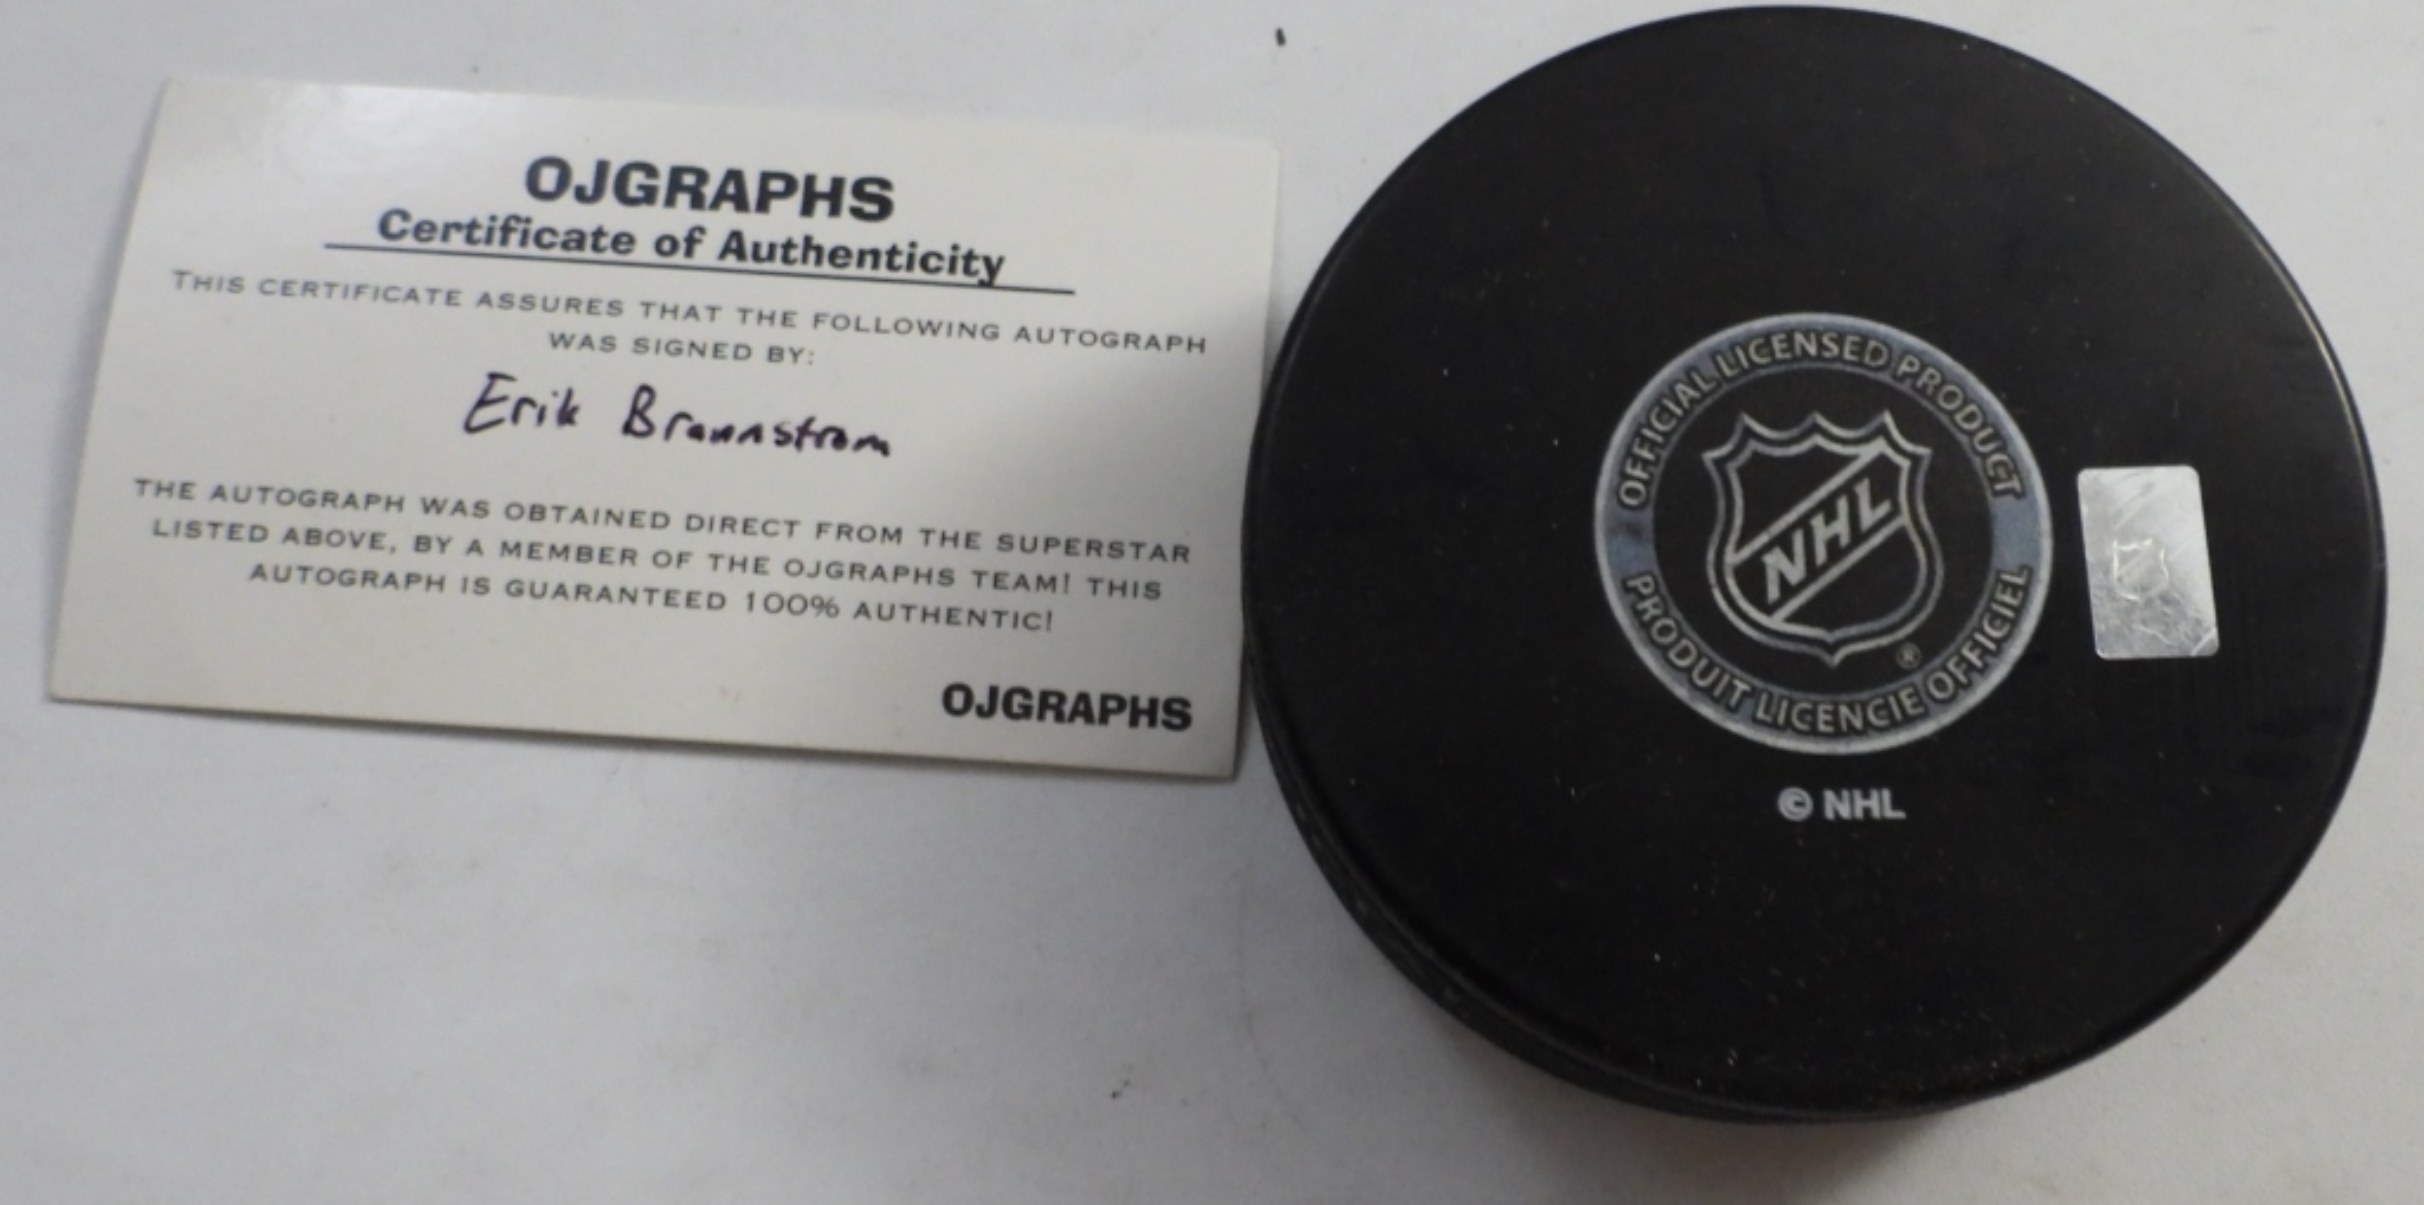 OJGRAPHS
Certificate of Authenticity
THIS CERTIFICATE ASSURES THAT THE FOLLOWING AUTOGRAPH
WAS SIGNED BY:
Erik Brannstrom
THE AUTOGRAPH WAS OBTAINED DIRECT FROM THE SUPERSTAR
LISTED ABOVE, BY A MEMBER OF THE OJGRAPHS TEAM! THIS
AUTOGRAPH IS GUARANTEED 100% AUTHENTIC!
OJGRAPHS
OFFICIAL LICENSED PRODUCT
NHL
®
PRODUIT LICENCIE OFFICIEL
© NHL